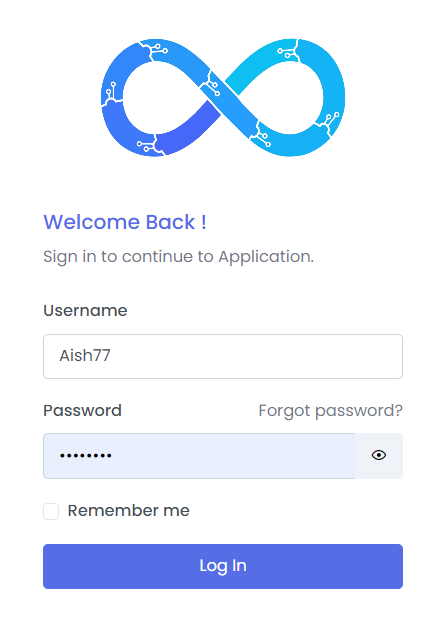 Welcome Back !
Sign in to continue to Application.
Username
Aish77
Password Forgot password?
••••••••
Remember me
Log In